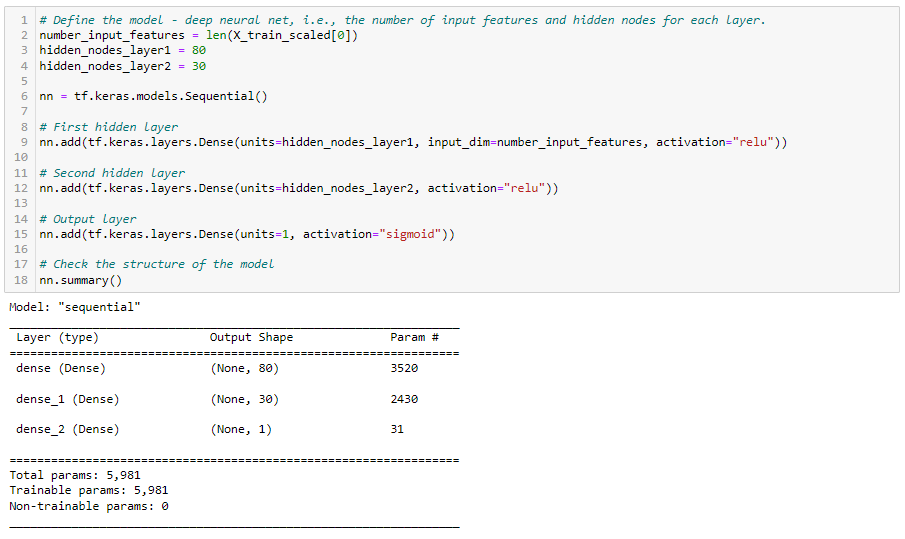 1 # Define the model - deep neural net, i.e., the number of input features and hidden nodes for each layer.
2 number_input_features = len(X_train_scaled[0])
3 hidden_nodes_layer1 = 80
4 hidden_nodes_layer2 = 30
5
6 nn = tf.keras.models.Sequential()
7
8 # First hidden layer
9 nn.add(tf.keras.layers.Dense(units=hidden_nodes_layer1, input_dim=number_input_features, activation="relu"))
10
11 # Second hidden layer
12 nn.add(tf.keras.layers.Dense(units=hidden_nodes_layer2, activation="relu"))
13
14 # Output layer
15 nn.add(tf.keras.layers.Dense(units=1, activation="sigmoid"))
16
17 # Check the structure of the model
18 nn.summary()
Model: "sequential"
_________________________________________________________________
Layer (type) Output Shape Param #
=================================================================
dense (Dense) (None, 80) 3520
dense_1 (Dense) (None, 30) 2430
dense_2 (Dense) (None, 1) 31
=================================================================
Total params: 5,981
Trainable params: 5,981
Non-trainable params: 0
_________________________________________________________________